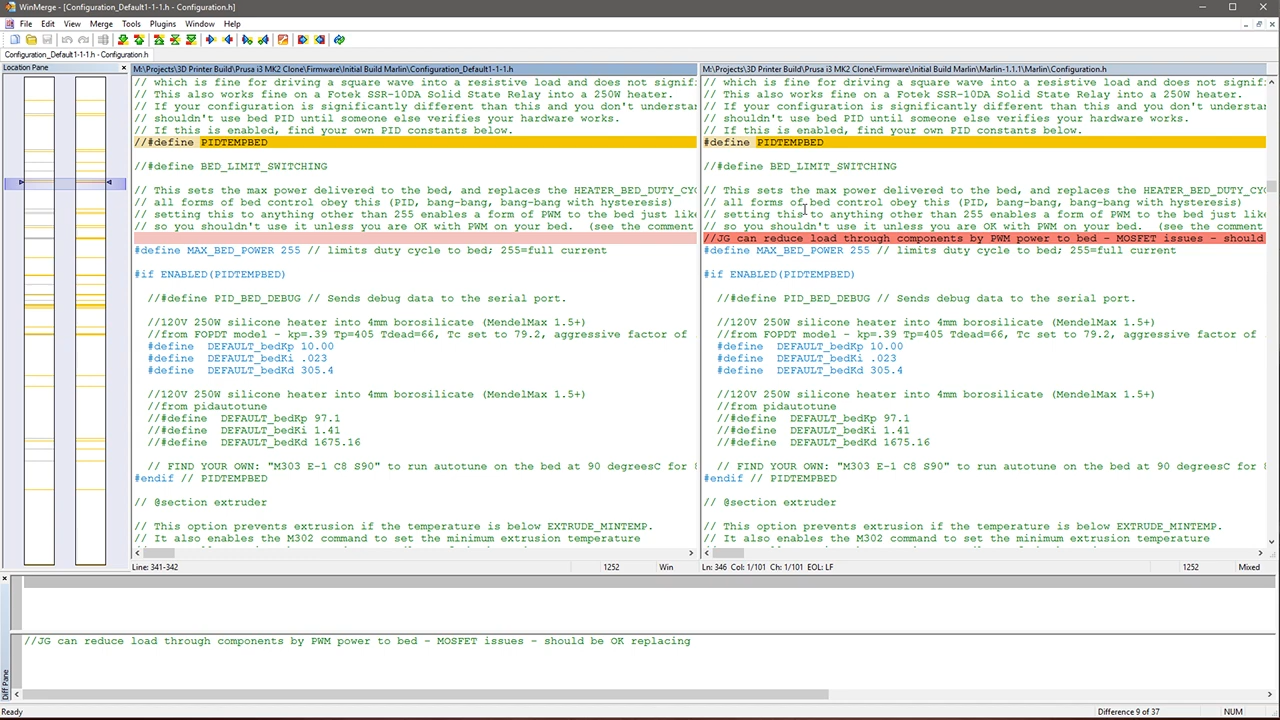 WinMerge - [Configuration_Default1-1-1.h - Configuration.h]
File Edit View Merge Tools Plugins Window Help
Configuration_Default1-1-1.h - Configuration.h
Location Pane
M:\Projects\3D Printer Build\Prusa i3 MK2 Clone\Firmware\Initial Build Marlin\Configuration_Default1-1-1.h
// which is fine for driving a square wave into a resistive load and does not signif
// This also works fine on a Fotek SSR-10DA Solid State Relay into a 250W heater.
// If your configuration is significantly different than this and you don't understa
// shouldn't use bed PID until someone else verifies your hardware works.
// If this is enabled, find your own PID constants below.
//#define PIDTEMPBED
//#define BED_LIMIT_SWITCHING
// This sets the max power delivered to the bed, and replaces the HEATER_BED_DUTY_CYC
// all forms of bed control obey this (PID, bang-bang, bang-bang with hysteresis)
// setting this to anything other than 255 enables a form of PWM to the bed just like
// so you shouldn't use it unless you are OK with PWM on your bed.  (see the comment
#define MAX_BED_POWER 255 // limits duty cycle to bed; 255=full current
#if ENABLED(PIDTEMPBED)
//#define PID_BED_DEBUG // Sends debug data to the serial port.
//120V 250W silicone heater into 4mm borosilicate (MendelMax 1.5+)
//from FOPDT model - kp=.39 Tp=405 Tdead=66, Tc set to 79.2, aggressive factor of
#define  DEFAULT_bedKp 10.00
#define  DEFAULT_bedKi .023
#define  DEFAULT_bedKd 305.4
//120V 250W silicone heater into 4mm borosilicate (MendelMax 1.5+)
//from pidautotune
//#define  DEFAULT_bedKp 97.1
//#define  DEFAULT_bedKi 1.41
//#define  DEFAULT_bedKd 1675.16
// FIND YOUR OWN: "M303 E-1 C8 S90" to run autotune on the bed at 90 degreesC for 8
#endif // PIDTEMPBED
// @section extruder
// This option prevents extrusion if the temperature is below EXTRUDE_MINTEMP.
// It also enables the M302 command to set the minimum extrusion temperature
Line: 341-342 1252 Win
M:\Projects\3D Printer Build\Prusa i3 MK2 Clone\Firmware\Initial Build Marlin\Marlin-1.1.1\Marlin\Configuration.h
// which is fine for driving a square wave into a resistive load and does not signif
// This also works fine on a Fotek SSR-10DA Solid State Relay into a 250W heater.
// If your configuration is significantly different than this and you don't understa
// shouldn't use bed PID until someone else verifies your hardware works.
// If this is enabled, find your own PID constants below.
#define PIDTEMPBED
//#define BED_LIMIT_SWITCHING
// This sets the max power delivered to the bed, and replaces the HEATER_BED_DUTY_CY
// all forms of bed control obey this (PID, bang-bang, bang-bang with hysteresis)
// setting this to anything other than 255 enables a form of PWM to the bed just lik
// so you shouldn't use it unless you are OK with PWM on your bed.  (see the comment
//JG can reduce load through components by PWM power to bed - MOSFET issues - should
#define MAX_BED_POWER 255 // limits duty cycle to bed; 255=full current
#if ENABLED(PIDTEMPBED)
//#define PID_BED_DEBUG // Sends debug data to the serial port.
//120V 250W silicone heater into 4mm borosilicate (MendelMax 1.5+)
//from FOPDT model - kp=.39 Tp=405 Tdead=66, Tc set to 79.2, aggressive factor of
#define  DEFAULT_bedKp 10.00
#define  DEFAULT_bedKi .023
#define  DEFAULT_bedKd 305.4
//120V 250W silicone heater into 4mm borosilicate (MendelMax 1.5+)
//from pidautotune
//#define  DEFAULT_bedKp 97.1
//#define  DEFAULT_bedKi 1.41
//#define  DEFAULT_bedKd 1675.16
// FIND YOUR OWN: "M303 E-1 C8 S90" to run autotune on the bed at 90 degreesC for
#endif // PIDTEMPBED
// @section extruder
// This option prevents extrusion if the temperature is below EXTRUDE_MINTEMP.
// It also enables the M302 command to set the minimum extrusion temperature
Ln: 346 Col: 1/101 Ch: 1/101 EOL: LF 1252 Mixed
Diff Pane
//JG can reduce load through components by PWM power to bed - MOSFET issues - should be OK replacing
Ready Difference 9 of 37 NUM